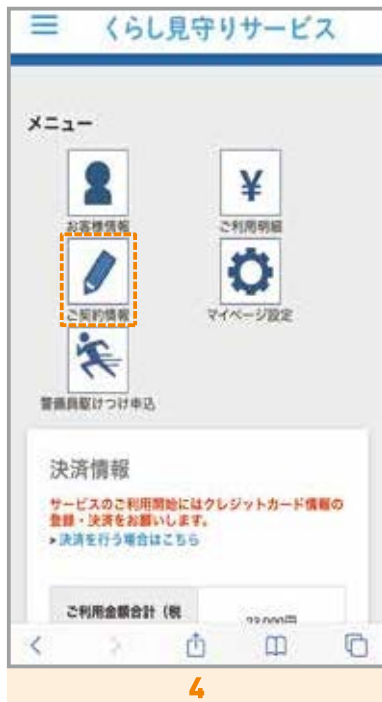 くらし見守りサービス
メニュー
お客様情報
¥
ご利用明細
ご契約情報
マイページ設定
警備員駆けつけ申込
決済情報
サービスのご利用開始にはクレジットカード情報の
登録・決済をお願いします。
▸決済を行う場合はこちら
ご利用金額合計（税
23,000円
4